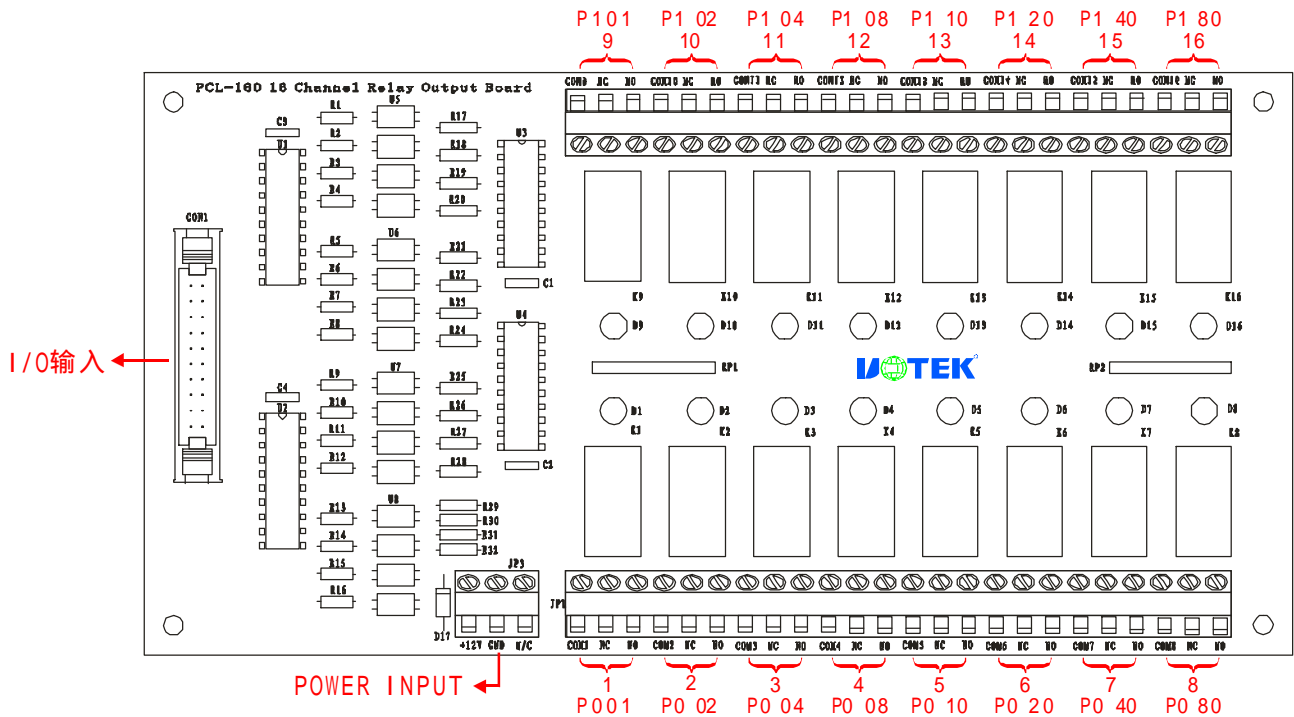 P101 P1 02 P1 04 P1 08 P1 10 P1 20 P1 40 P1 80
9 10 11 12 13 14 15 16
COM9 NC NO COM10 NC NO COM11 NC NO COM12 NC NO COM13 NC NO COM14 NC NO NC NO COM16 NC NO
PCL-160 16 Channel Relay Output Board
R1 U5 R17
C3 R2 U1 R18 U3
R3 R19
R4 R20
CON1
R5 U6 R21
R6 R22 C1
R7 R23
R8 R24 U4
K9 K10 K11 K12 K13 K14 K15 K16
D9 D10 D11 D12 D13 D14 D15 D16
I/O输入
RP1 UOTEK RP2
R9 U7 R25
C4 R10 U2 R26
R11 R27
R12 R28 C2
D1 D2 D3 D4 D5 D6 D7 D8
K1 K2 K3 K4 K5 K6 K7 K8
R13 U8 R29
R30
R14 R31
R32
R15 JP3
R16 JP1
D17 +12V GND N/C
COM1 NC NO COM2 NC NO COM3 NC NO COM4 NC NO COM5 NC NO COM6 NC NO COM7 NC NO COM8 NC NO
POWER INPUT
1 2 3 4 5 6 7 8
P001 P0 02 P0 04 P0 08 P0 10 P0 20 P0 40 P0 80